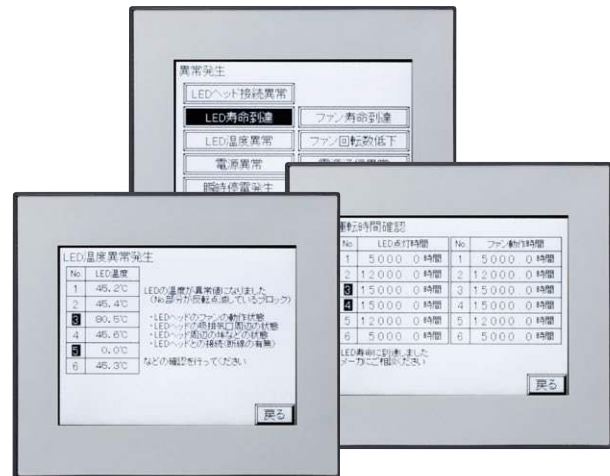 異常発生
LEDヘッド接続異常
LED寿命到達 ファン寿命到達
LED温度異常 ファン回転数低下
電源異常
瞬時停電発生
運転時間確認
No. LED点灯時間 No. ファン動作時間
1 5000 0時間 1 5000 0時間
2 12000 0時間 2 12000 0時間
3 15000 0時間 3 15000 0時間
4 15000 0時間 4 15000 0時間
5 12000 0時間 5 12000 0時間
6 5000 0時間 6 5000 0時間
LED寿命に到達しました
メーカにご相談ください
戻る
LED温度異常発生
No. LED温度
1 45.2℃
2 45.4℃
3 80.5℃
4 45.6℃
5 0.0℃
6 45.3℃
LEDの温度が異常値になりました
(No.部分が反転点滅しているブロック)
・LEDヘッドのファンの動作状態
・LEDヘッドの吸排気口周辺の状態
・LEDヘッド周辺の埃などの状態
・LEDヘッドとの接続(断線の有無)
などの確認を行ってください
戻る